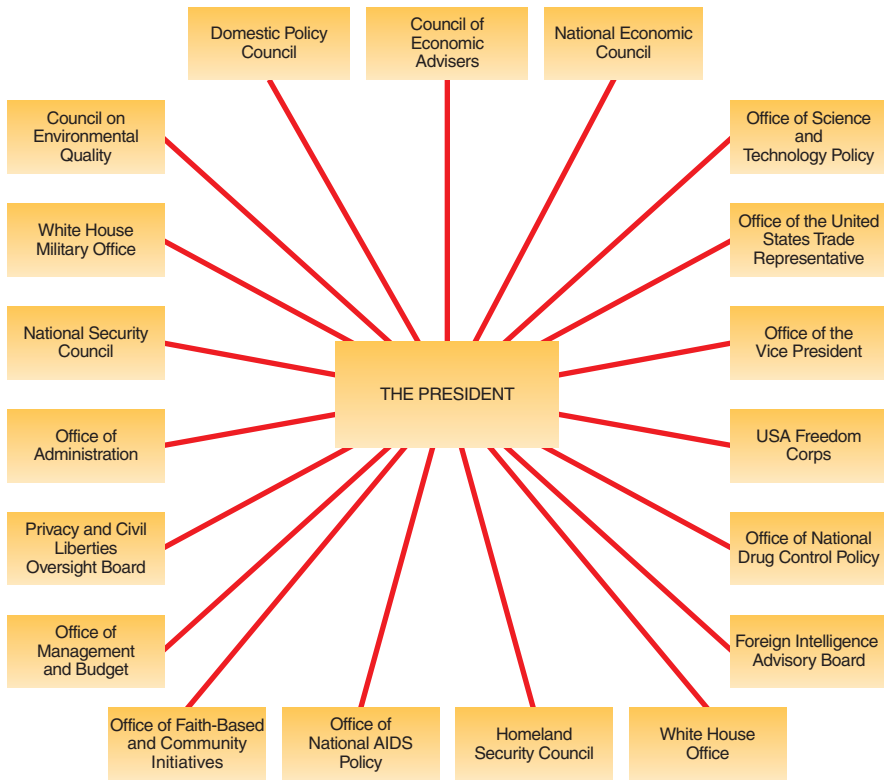 Domestic Policy
Council
Council of
Economic
Advisers
National Economic
Council
Council on
Environmental
Quality
Office of Science
and
Technology Policy
White House
Military Office
Office of the United
States Trade
Representative
National Security
Council
Office of the
Vice President
THE PRESIDENT
Office of
Administration
USA Freedom
Corps
Privacy and Civil
Liberties
Oversight Board
Office of National
Drug Control Policy
Office of
Management
and Budget
Foreign Intelligence
Advisory Board
Office of Faith-Based
and Community
Initiatives
Office of
National AIDS
Policy
Homeland
Security Council
White House
Office